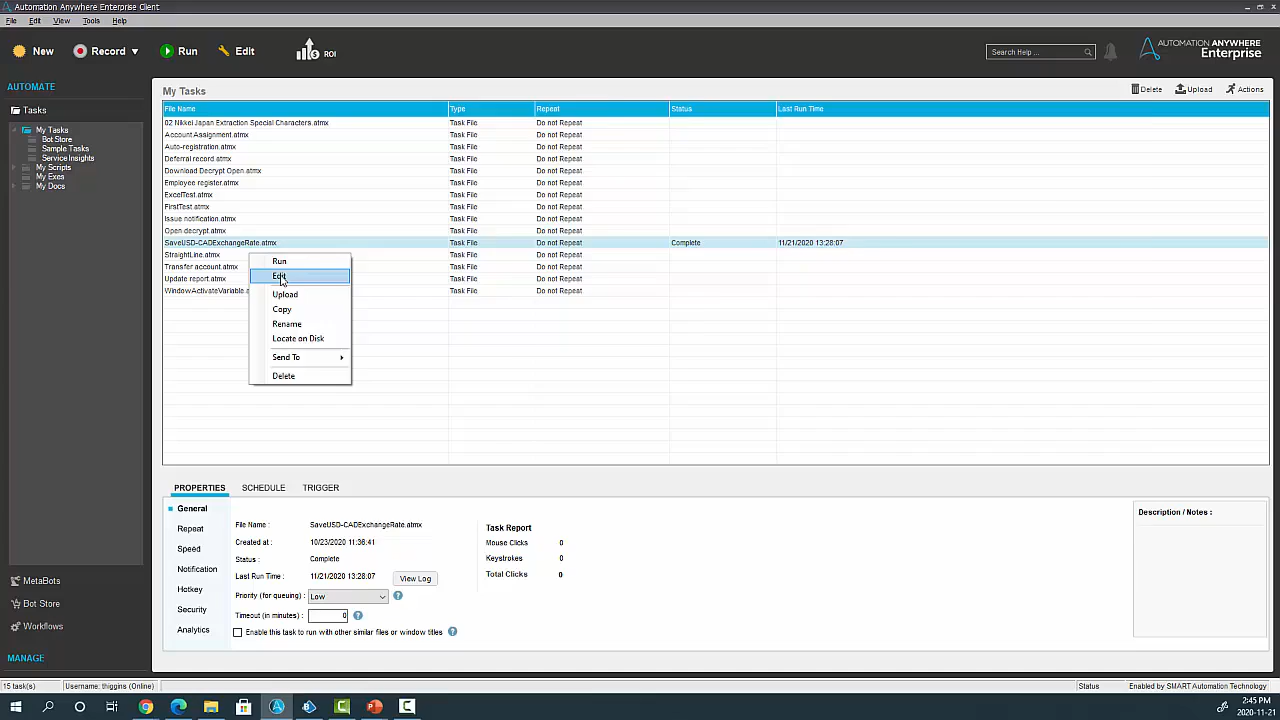 Automation Anywhere Enterprise Client
File Edit View Tools Help
New Record Run Edit ROI
Search Help ...
AUTOMATION ANYWHERE
Enterprise
AUTOMATE
Tasks
My Tasks
Bot Store
Sample Tasks
Service Insights
My Scripts
My Exes
My Docs
MetaBots
Bot Store
Workflows
MANAGE
My Tasks
Delete Upload Actions
File Name Type Repeat Status Last Run Time
02 Nikkei Japan Extraction Special Characters.atmx Task File Do not Repeat
Account Assignment.atmx Task File Do not Repeat
Auto-registration.atmx Task File Do not Repeat
Deferral record.atmx Task File Do not Repeat
Download Decrypt Open.atmx Task File Do not Repeat
Employee register.atmx Task File Do not Repeat
ExcelTest.atmx Task File Do not Repeat
FirstTest.atmx Task File Do not Repeat
Issue notification.atmx Task File Do not Repeat
Open decrypt.atmx Task File Do not Repeat
SaveUSD-CADExchangeRate.atmx Task File Do not Repeat Complete 11/21/2020 13:28:07
StraightLine.atmx Task File Do not Repeat
Transfer account.atmx Task File Do not Repeat
Update report.atmx Task File Do not Repeat
WindowActivateVariable.a Task File Do not Repeat
Run
Edit
Upload
Copy
Rename
Locate on Disk
Send To
Delete
PROPERTIES SCHEDULE TRIGGER
General
Repeat
Speed
Notification
Hotkey
Security
Analytics
File Name : SaveUSD-CADExchangeRate.atmx
Created at : 10/23/2020 11:36:41
Status : Complete
Last Run Time : 11/21/2020 13:28:07 View Log
Priority (for queuing) : Low ?
Timeout (in minutes) : 0 ?
Enable this task to run with other similar files or window titles ?
Task Report
Mouse Clicks 0
Keystrokes 0
Total Clicks 0
Description / Notes :
15 task(s) Username: thiggins (Online) Status Enabled by SMART Automation Technology
2:45 PM
2020-11-21